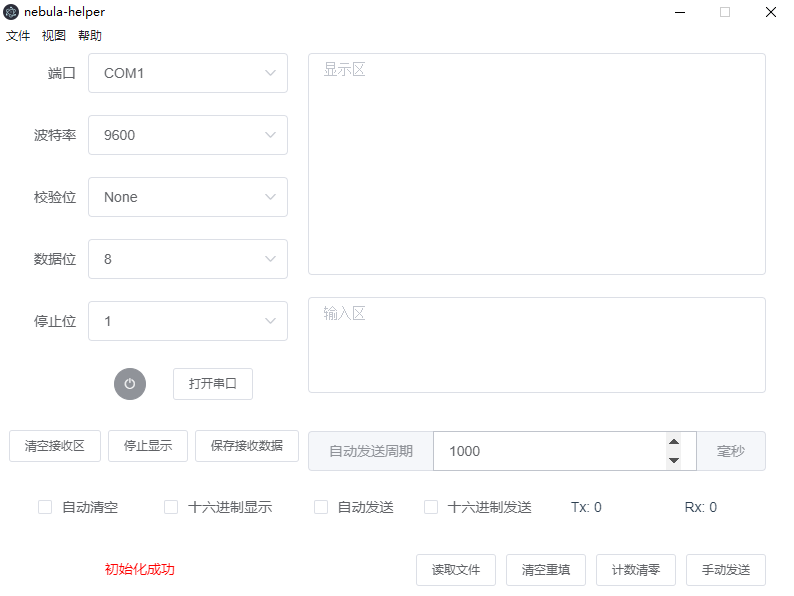 nebula-helper
文件 视图 帮助
端口 COM1
波特率 9600
校验位 None
数据位 8
停止位 1
打开串口
显示区
输入区
清空接收区 停止显示 保存接收数据
自动发送周期 1000 毫秒
自动清空 十六进制显示 自动发送 十六进制发送 Tx: 0 Rx: 0
初始化成功 读取文件 清空重填 计数清零 手动发送